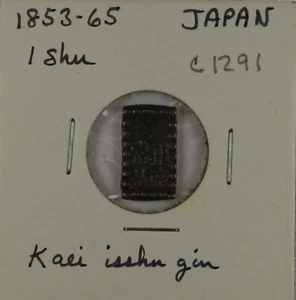 1853-65 JAPAN
1 Shu C1291
Kaei isshu gin